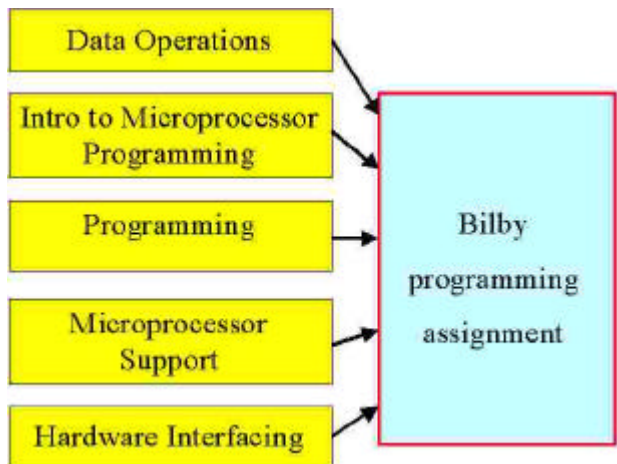 Data Operations
Intro to Microprocessor
Programming
Programming
Microprocessor
Support
Hardware Interfacing
Bilby
programming
assignment